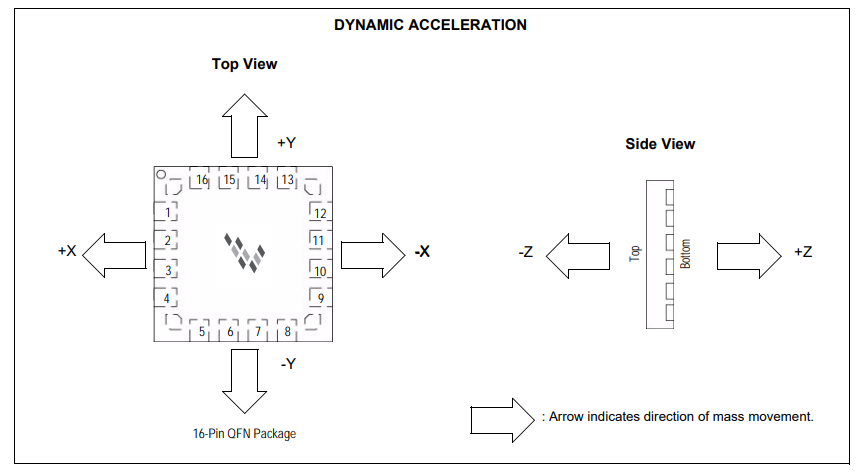 DYNAMIC ACCELERATION
Top View
+Y
16 15 14 13
1
2
3
4
12
11
10
9
5 6 7 8
+X
-X
-Y
16-Pin QFN Package
Side View
-Z
Top
Bottom
+Z
: Arrow indicates direction of mass movement.